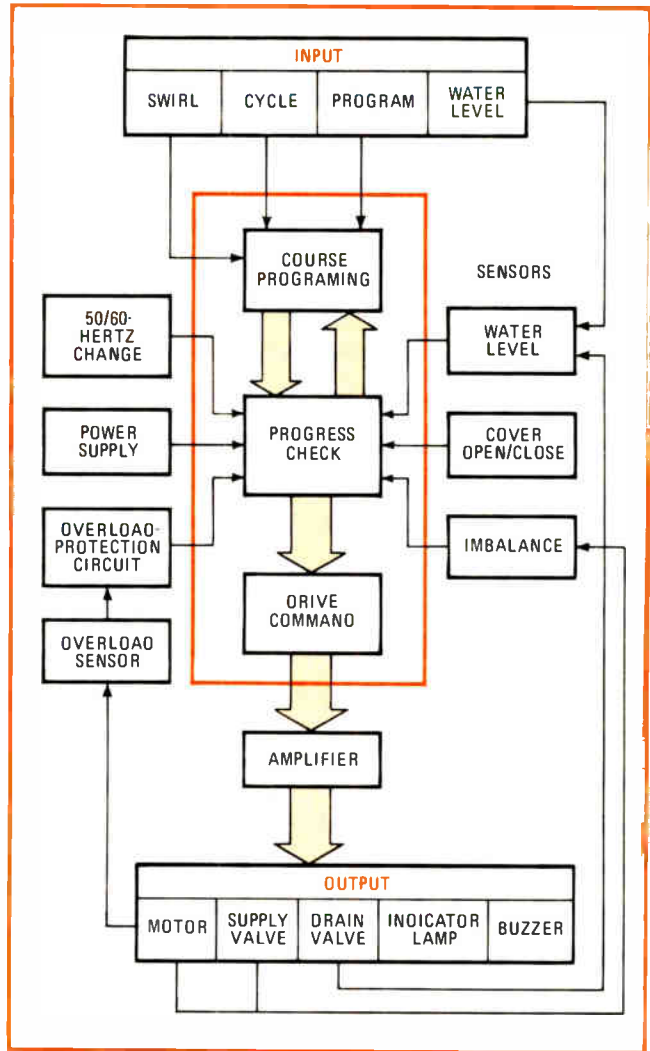 INPUT
SWIRL
CYCLE
PROGRAM
WATER
LEVEL
COURSE
PROGRAMING
SENSORS
50/60-
HERTZ
CHANGE
WATER
LEVEL
POWER
SUPPLY
PROGRESS
CHECK
COVER
OPEN/CLOSE
OVERLOAO-
PROTECTION
CIRCUIT
IMBALANCE
ORIVE
COMMANO
OVERLOAO
SENSOR
AMPLIFIER
OUTPUT
MOTOR
SUPPLY
VALVE
DRAIN
VALVE
INOICATOR
LAMP
BUZZER